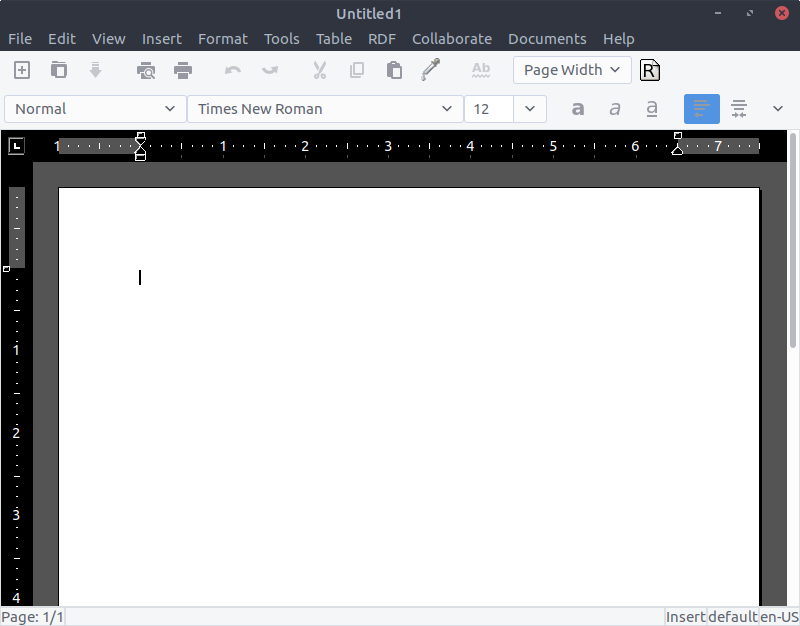 Untitled1
File Edit View Insert Format Tools Table RDF Collaborate Documents Help
Ab Page Width R
Normal Times New Roman 12 a a a
1 1 2 3 4 5 6 7
1
2
3
4
Page: 1/1 Insert default en-US